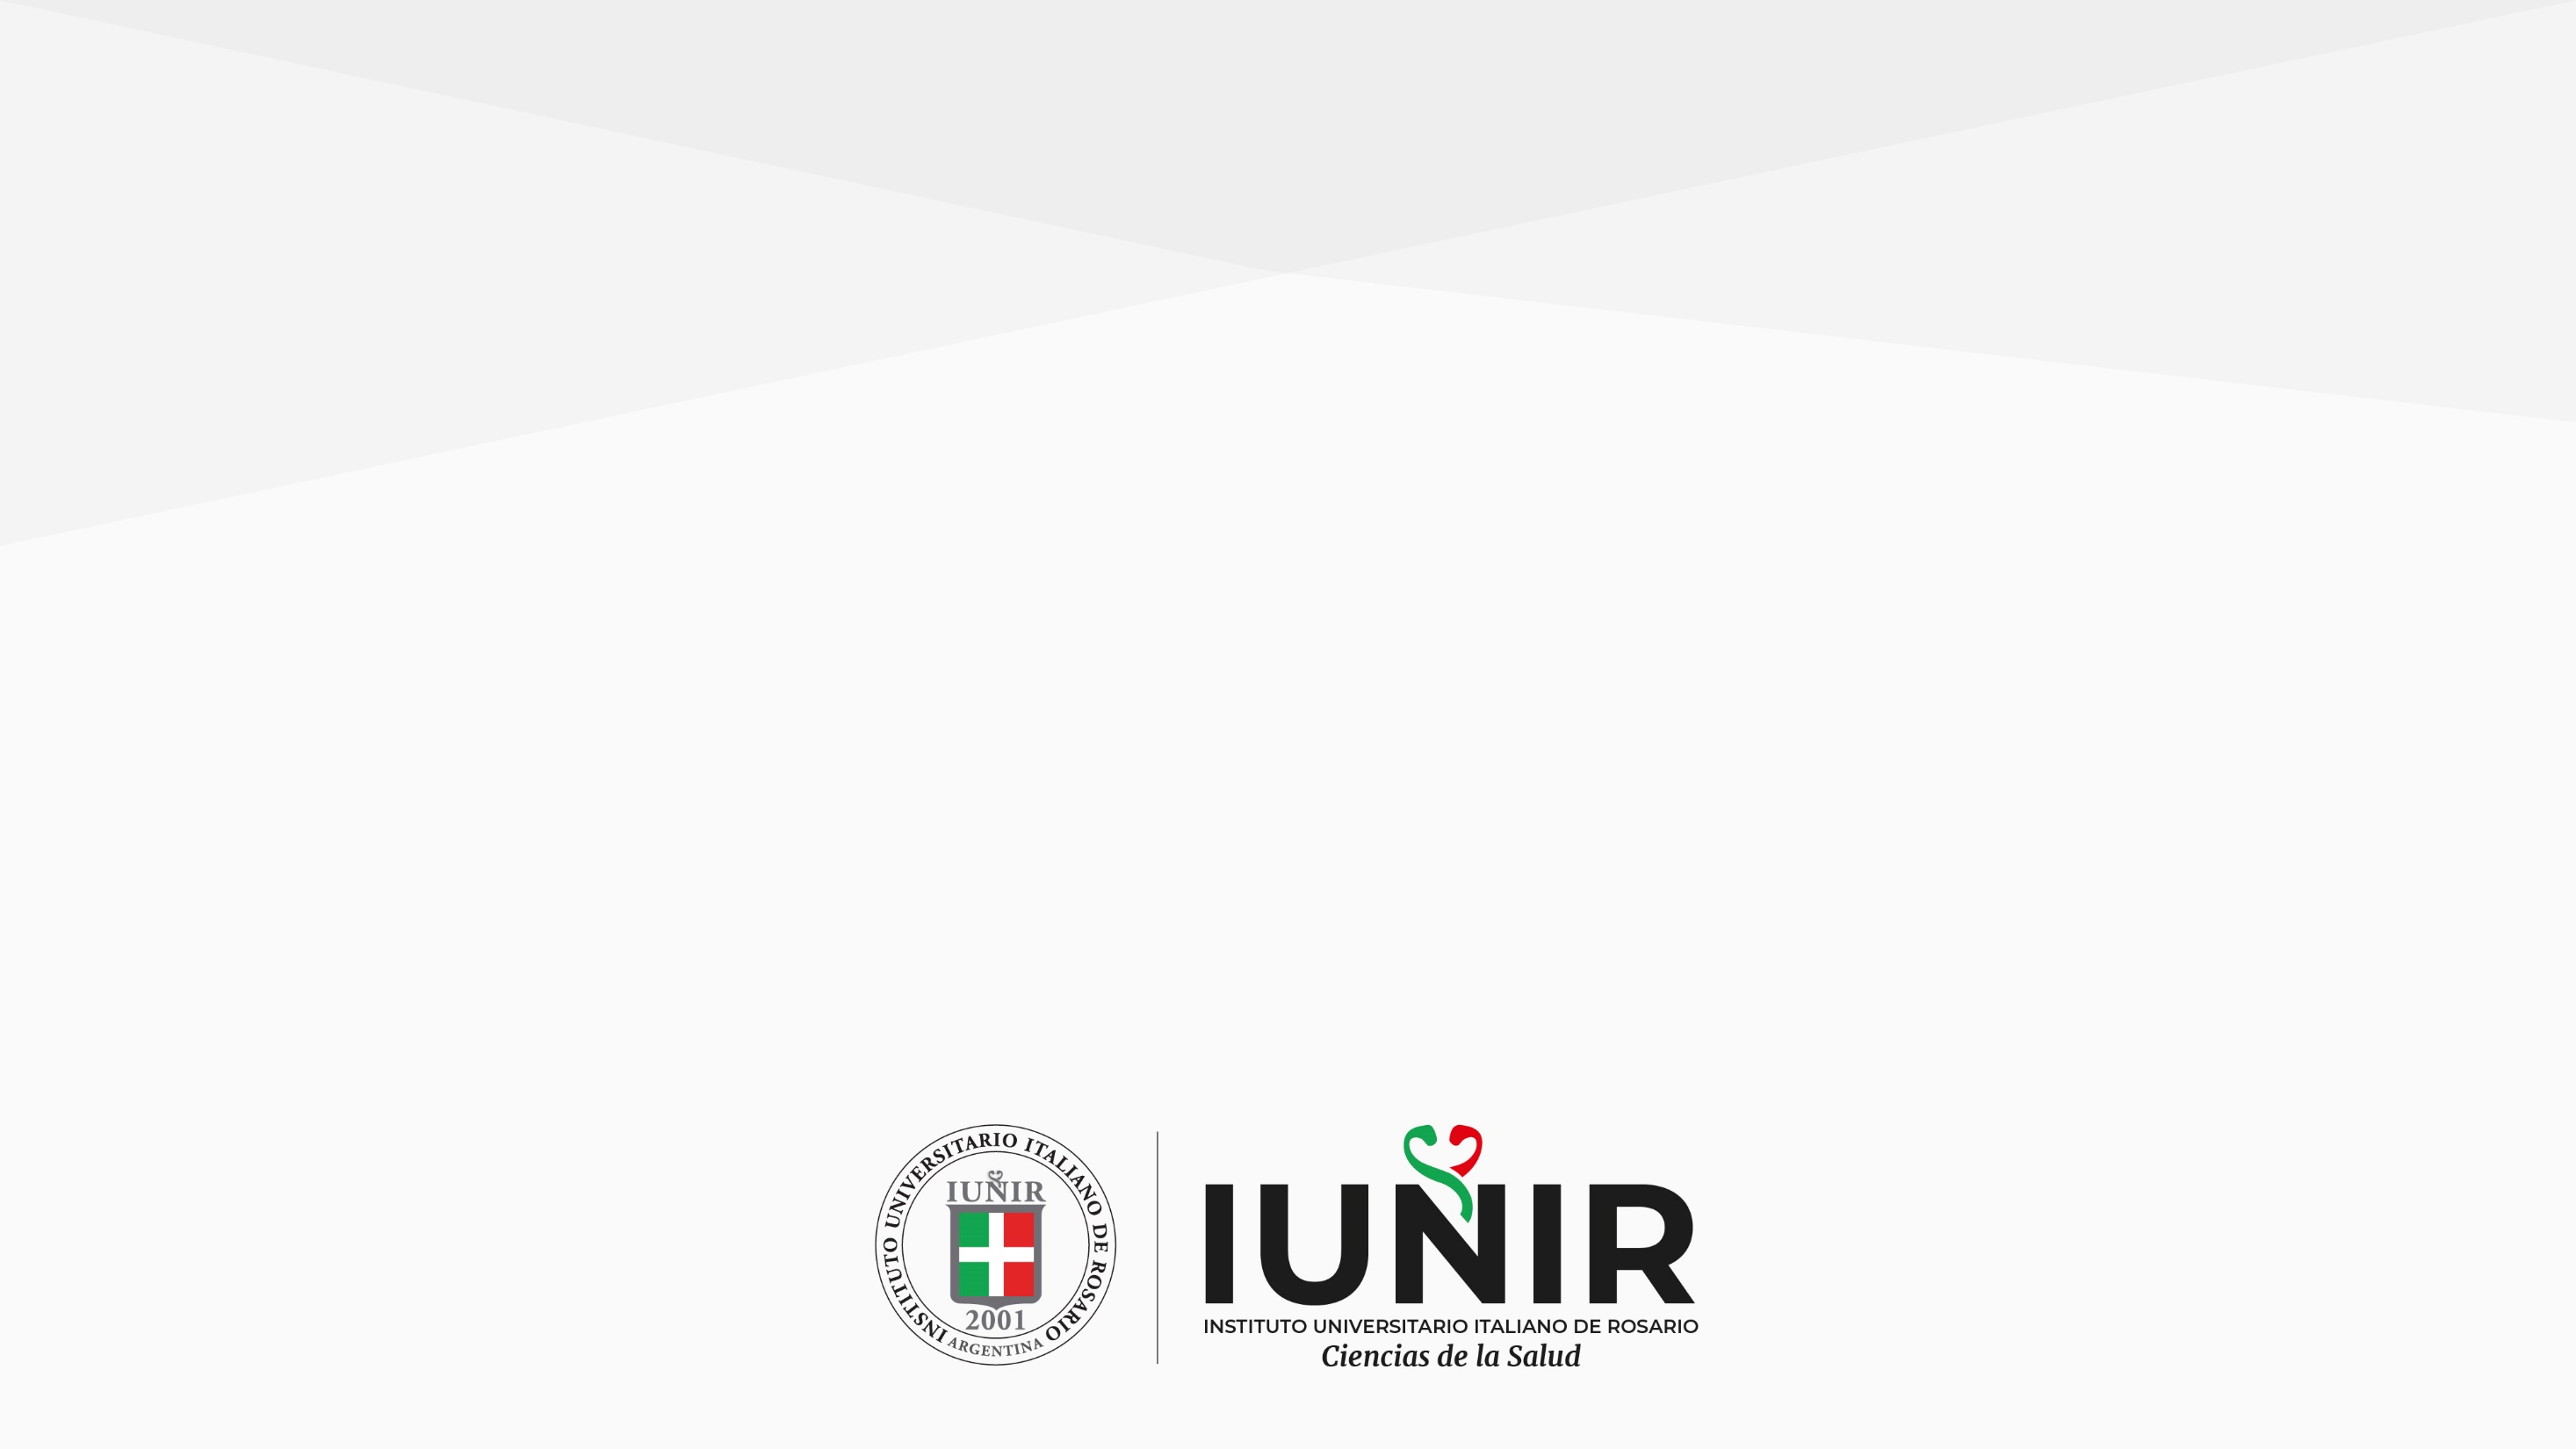 INSTITUTO UNIVERSITARIO ITALIANO DE ROSARIO
ARGENTINA
IUNIR
2001
IUNIR
INSTITUTO UNIVERSITARIO ITALIANO DE ROSARIO
Ciencias de la Salud